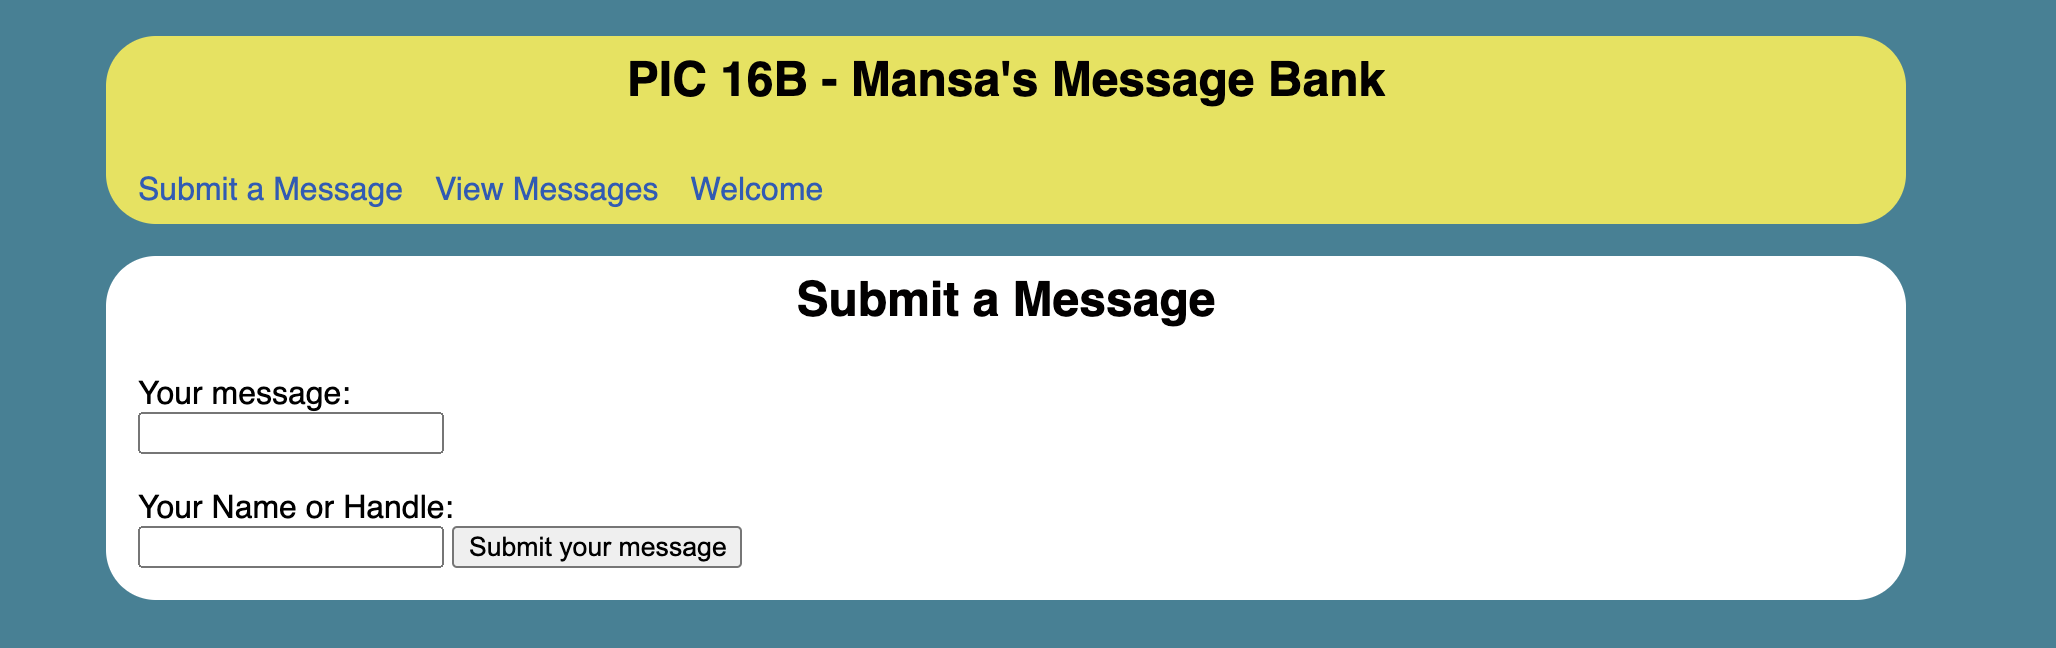 PIC 16B - Mansa's Message Bank
Submit a Message View Messages Welcome
Submit a Message
Your message:
Your Name or Handle:
Submit your message